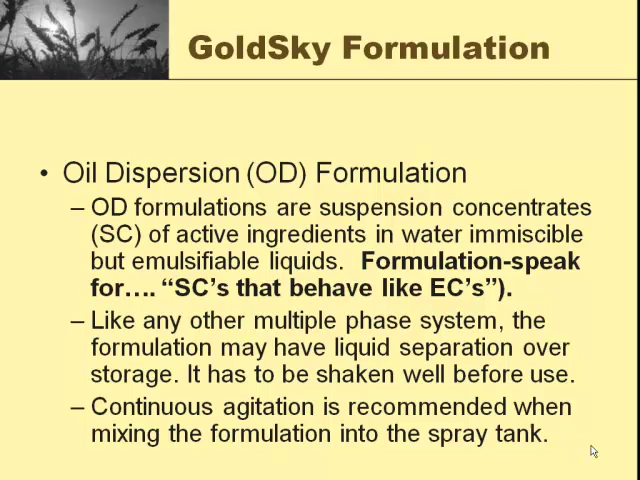 GoldSky Formulation
• Oil Dispersion (OD) Formulation
– OD formulations are suspension concentrates
(SC) of active ingredients in water immiscible
but emulsifiable liquids. Formulation-speak
for…. “SC’s that behave like EC’s”).
– Like any other multiple phase system, the
formulation may have liquid separation over
storage. It has to be shaken well before use.
– Continuous agitation is recommended when
mixing the formulation into the spray tank.